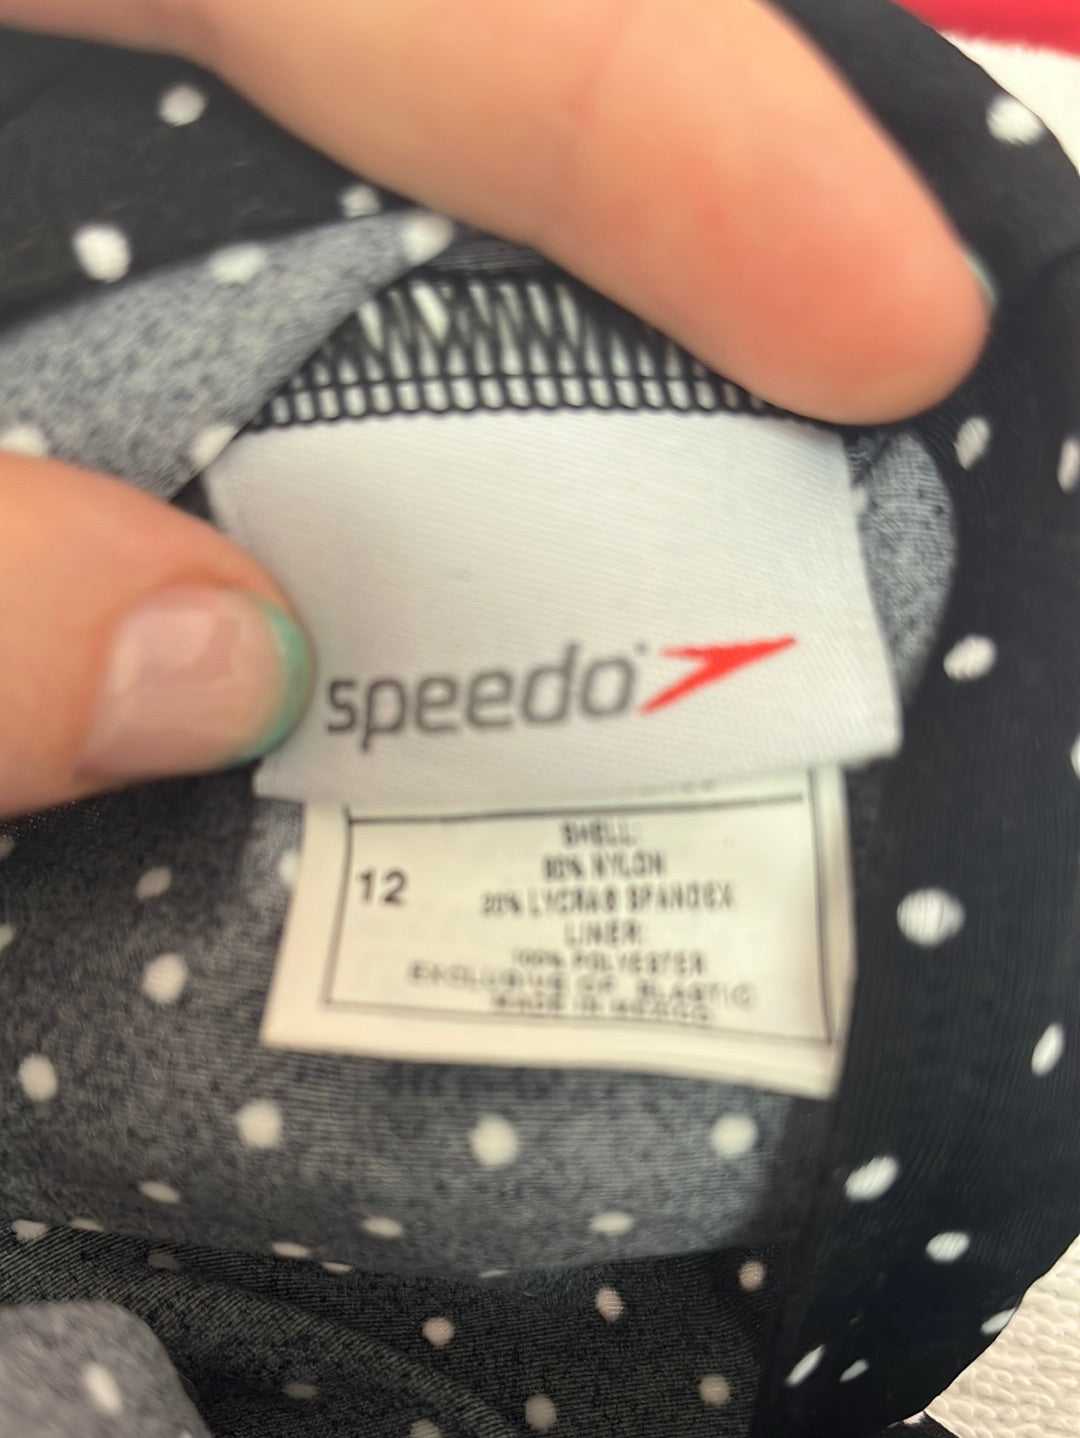 speedo
12
SHELL:
80% NYLON
20% LYCRA® SPANDEX
LINER:
100% POLYESTER
EXCLUSIVE OF ELASTIC
MADE IN MEXICO